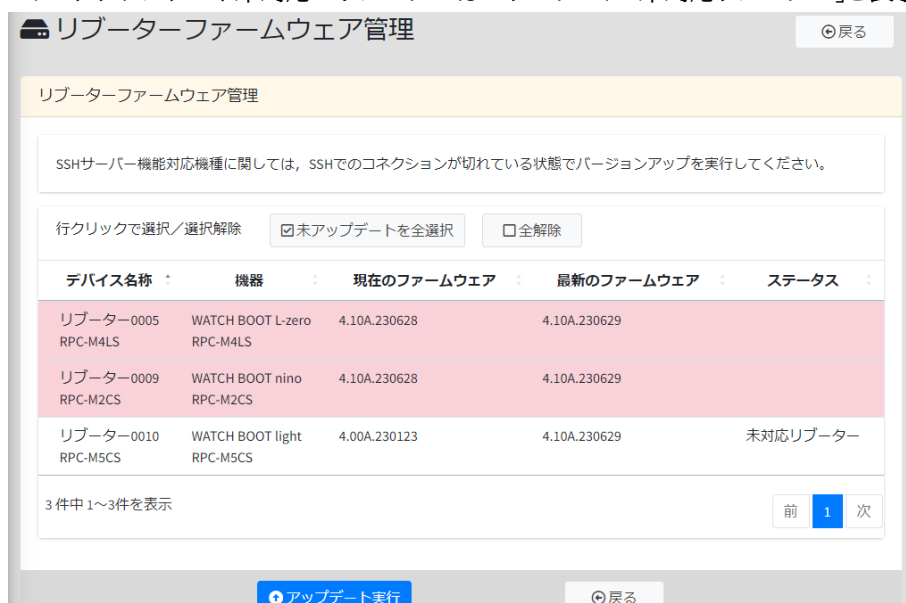 リブーターファームウェア管理
戻る
リブーターファームウェア管理
SSHサーバー機能対応機種に関しては，SSHでのコネクションが切れている状態でバージョンアップを実行してください。
行クリックで選択／選択解除 未アップデートを全選択 全解除
デバイス名称 機器 現在のファームウェア 最新のファームウェア ステータス
リブーター0005 WATCH BOOT L-zero 4.10A.230628 4.10A.230629
RPC-M4LS RPC-M4LS
リブーター0009 WATCH BOOT nino 4.10A.230628 4.10A.230629
RPC-M2CS RPC-M2CS
リブーター0010 WATCH BOOT light 4.00A.230123 4.10A.230629 未対応リブーター
RPC-M5CS RPC-M5CS
3 件中 1～3件を表示
前 1 次
アップデート実行 戻る